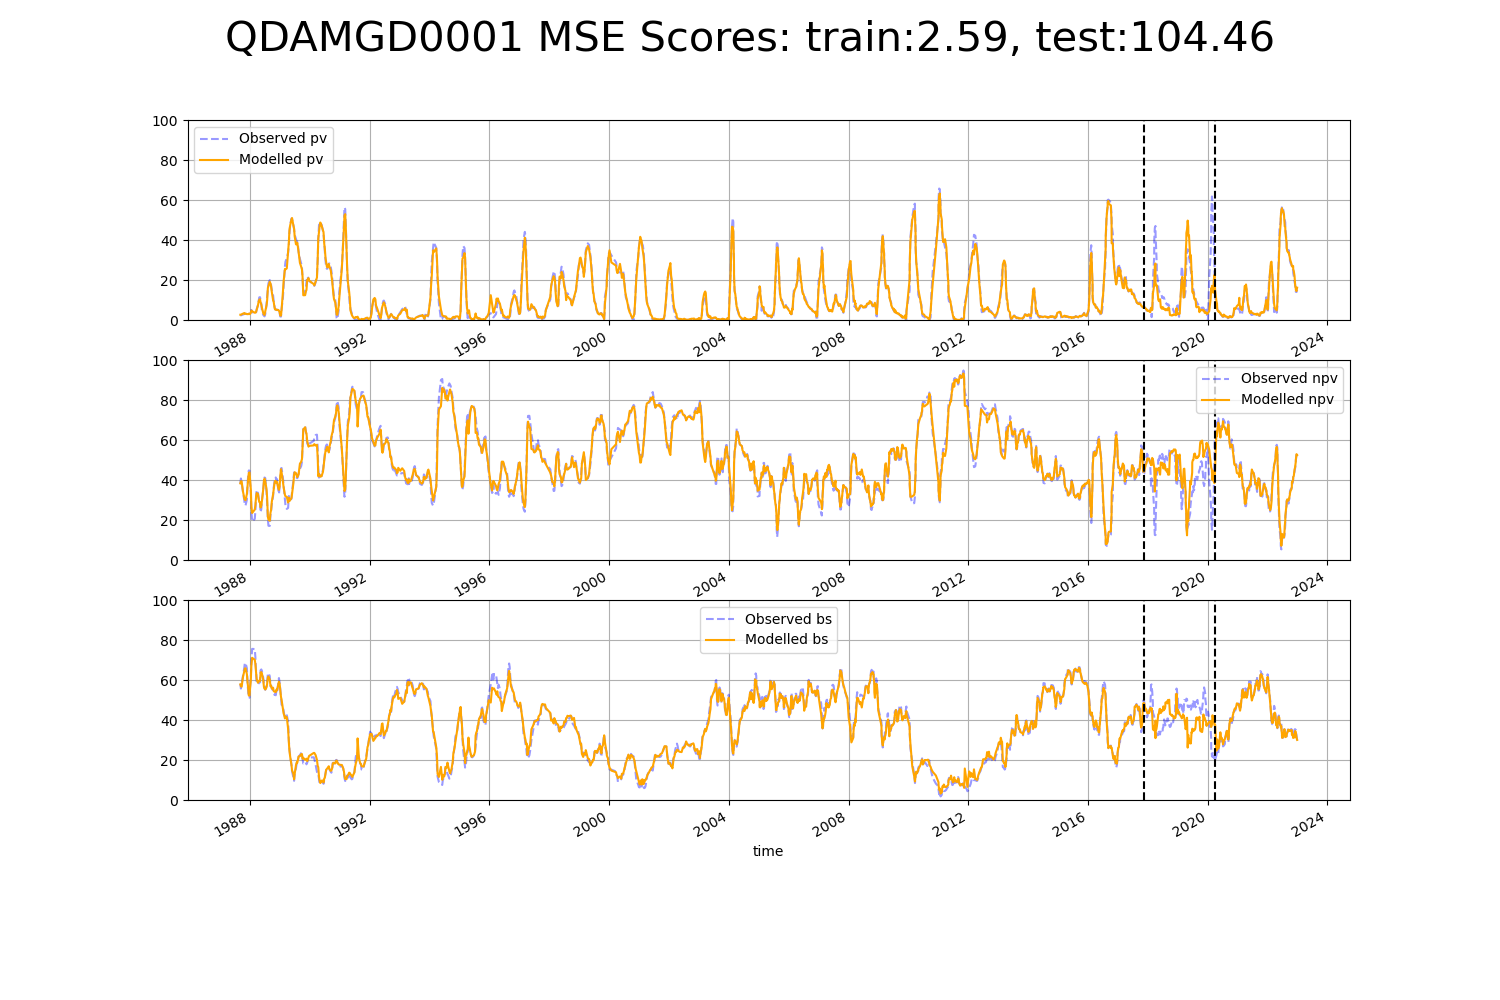 QDAMGD0001 MSE Scores: train:2.59, test:104.46
100
80
60
40
20
0
Observed pv
Modelled pv
1988 1992 1996 2000 2004 2008 2012 2016 2020 2024
100
80
60
40
20
0
Observed npv
Modelled npv
1988 1992 1996 2000 2004 2008 2012 2016 2020 2024
100
80
60
40
20
0
Observed bs
Modelled bs
1988 1992 1996 2000 2004 2008 2012 2016 2020 2024
time